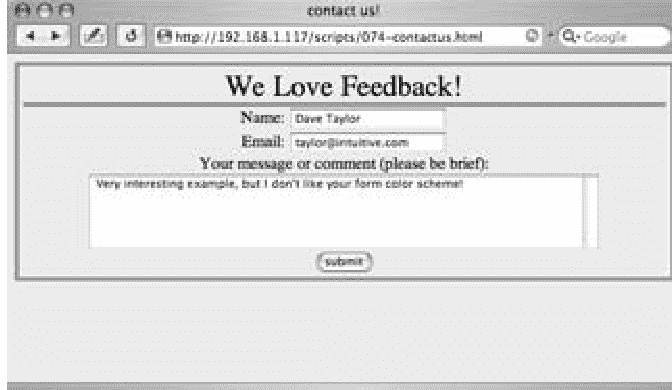 contact us!
http://192.168.1.117/scripts/074-contactus.html
Google
We Love Feedback!
Name: Dave Taylor
Email: taylor@intuitive.com
Your message or comment (please be brief):
Very interesting example, but I don't like your form color scheme!
submit